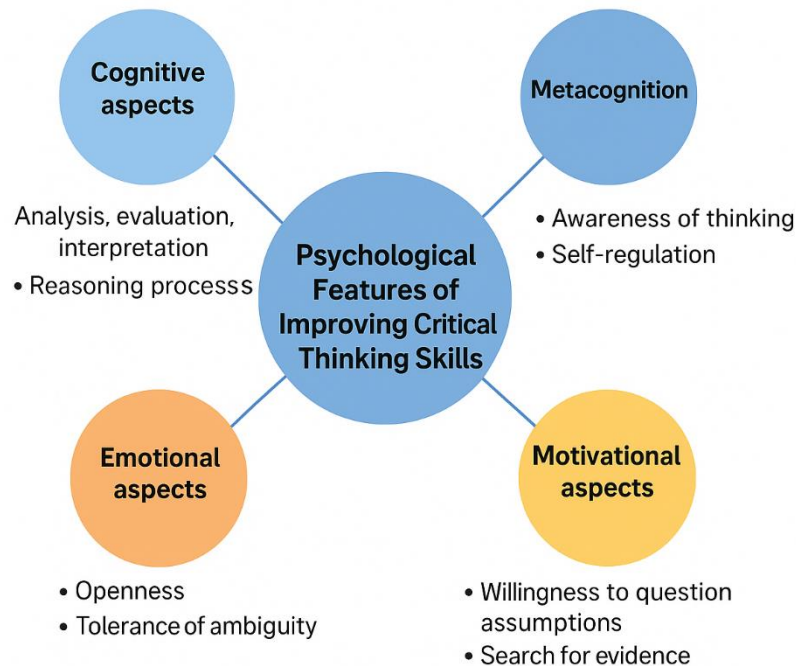 Cognitive
aspects
Analysis, evaluation,
interpretation
• Reasoning processs
Metacognition
• Awareness of thinking
• Self-regulation
Psychological
Features of
Improving Critical
Thinking Skills
Emotional
aspects
• Openness
• Tolerance of ambiguity
Motivational
aspects
• Willingness to question
assumptions
• Search for evidence